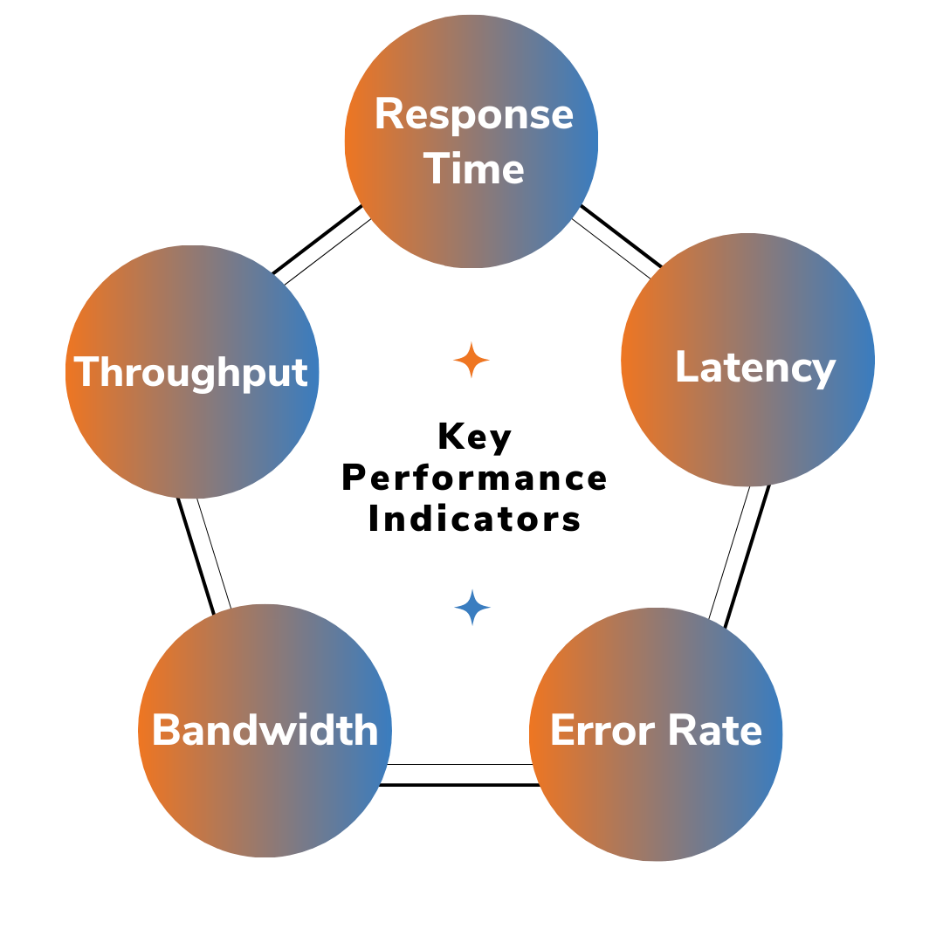 Response
Time
Throughput
Latency
Key
Performance
Indicators
Bandwidth
Error Rate